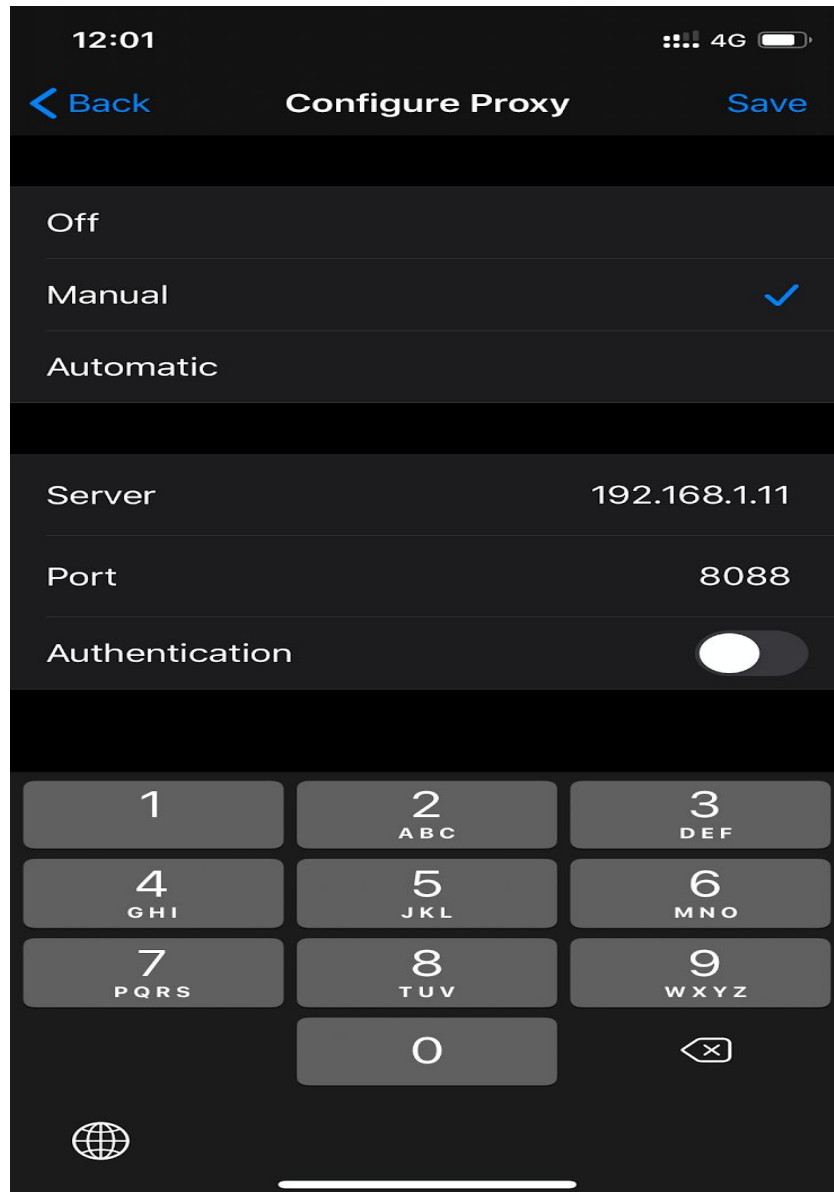 12:01 4G
Back Configure Proxy Save
Off
Manual
Automatic
Server 192.168.1.11
Port 8088
Authentication
1 2 3
ABC DEF
4 5 6
GHI JKL MNO
7 8 9
PQRS TUV WXYZ
0